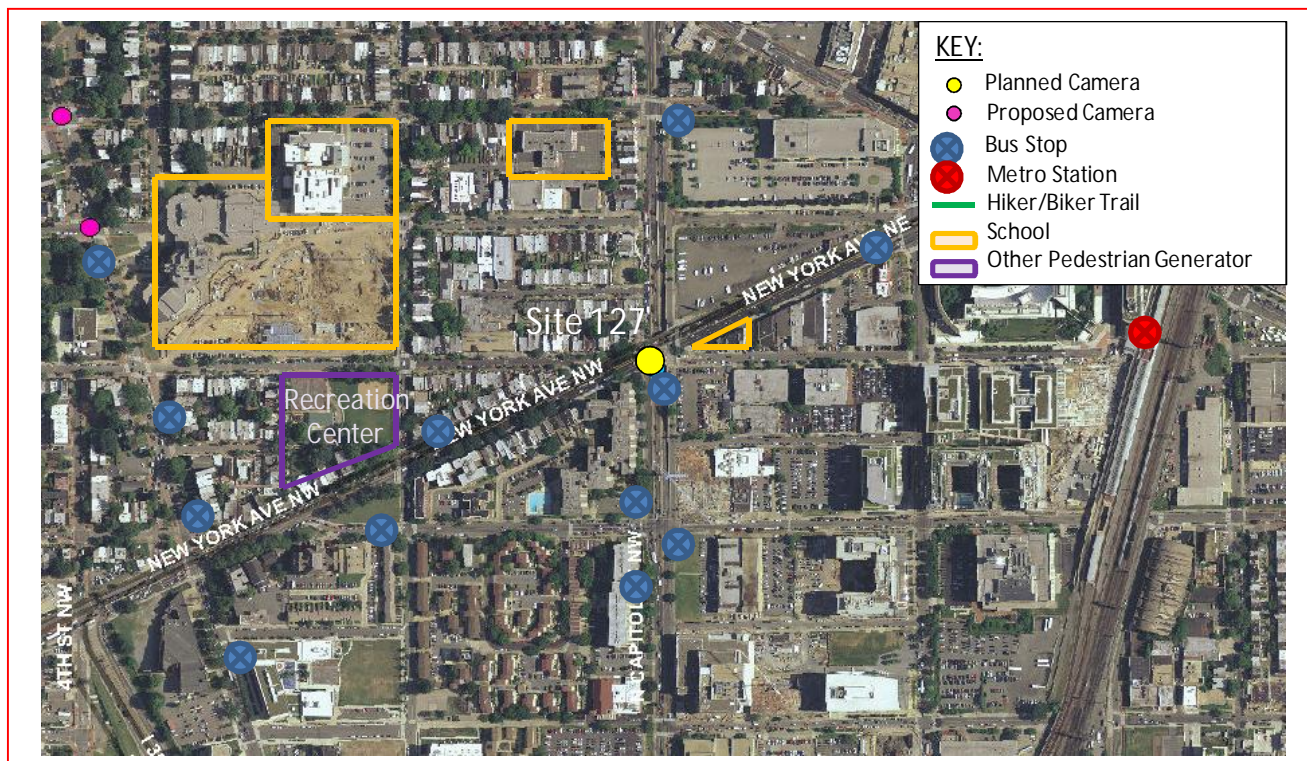 KEY:
Planned Camera
Proposed Camera
Bus Stop
Metro Station
Hiker/Biker Trail
School
Other Pedestrian Generator
NEW YORK AVE NE
Site 127
NEW YORK AVE NW
Recreation
Center
NEW YORK AVE NW
4TH ST NW
CAPITOL
NW